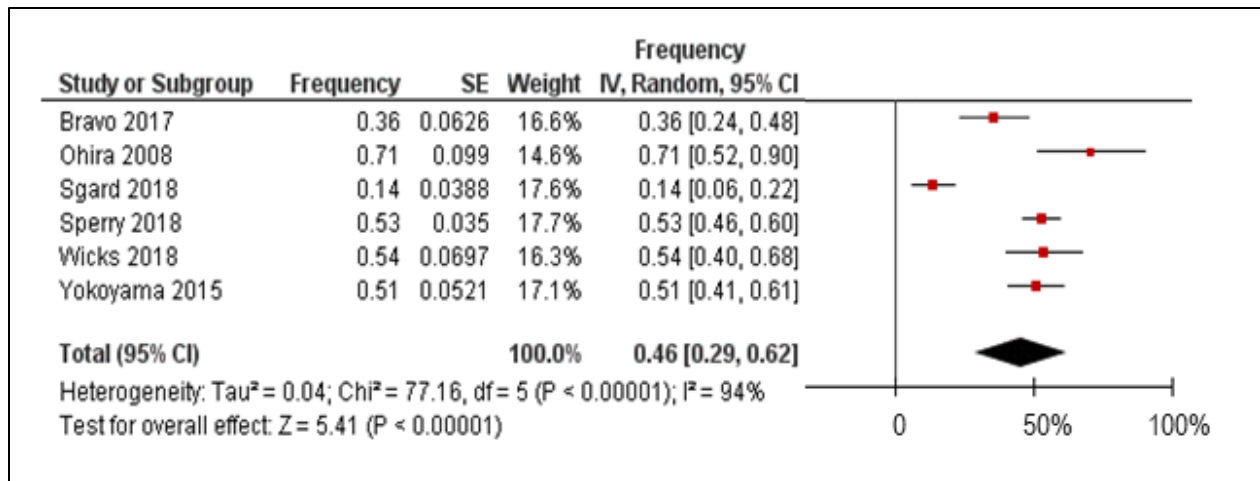 Frequency
Study or Subgroup Frequency SE Weight IV, Random, 95% CI
Bravo 2017 0.36 0.0626 16.6% 0.36 [0.24, 0.48]
Ohira 2008 0.71 0.099 14.6% 0.71 [0.52, 0.90]
Sgard 2018 0.14 0.0388 17.6% 0.14 [0.06, 0.22]
Sperry 2018 0.53 0.035 17.7% 0.53 [0.46, 0.60]
Wicks 2018 0.54 0.0697 16.3% 0.54 [0.40, 0.68]
Yokoyama 2015 0.51 0.0521 17.1% 0.51 [0.41, 0.61]
Total (95% CI) 100.0% 0.46 [0.29, 0.62]
Heterogeneity: Tau² = 0.04; Chi² = 77.16, df = 5 (P < 0.00001); I² = 94%
Test for overall effect: Z = 5.41 (P < 0.00001)
0 50% 100%